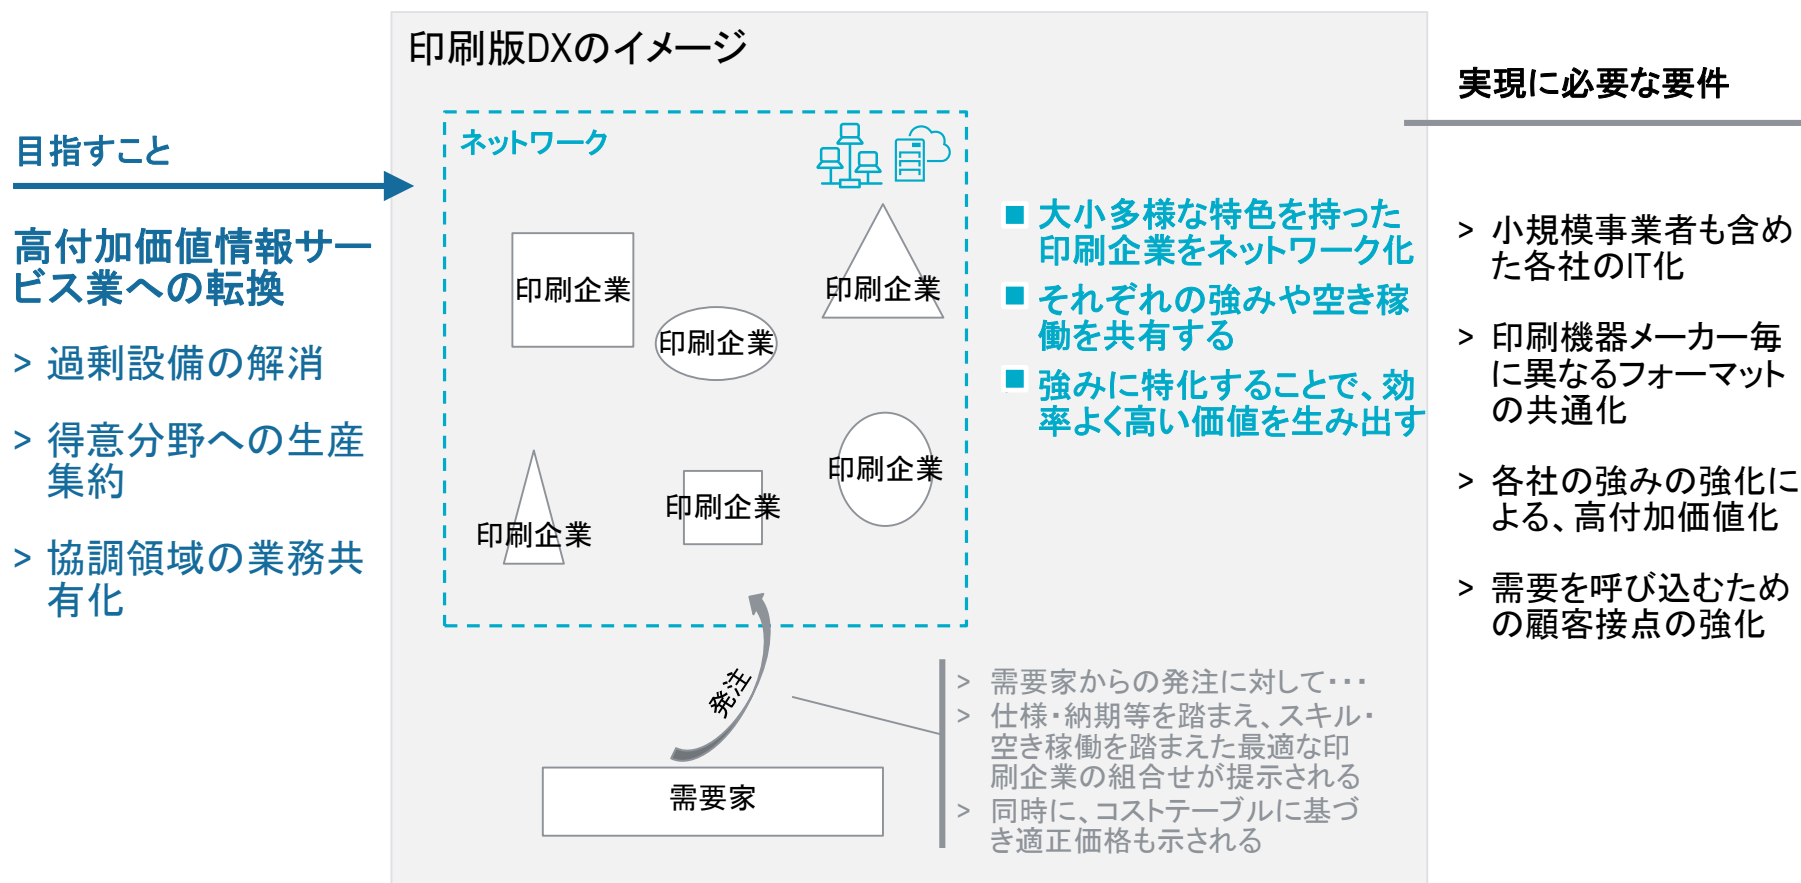 印刷版DXのイメージ
目指すこと
高付加価値情報サー
ビス業への転換
> 過剰設備の解消
> 得意分野への生産
集約
> 協調領域の業務共
有化
ネットワーク
印刷企業
印刷企業
印刷企業
印刷企業
印刷企業
印刷企業
発注
需要家
■ 大小多様な特色を持った
印刷企業をネットワーク化
■ それぞれの強みや空き稼
働を共有する
■ 強みに特化することで、効
率よく高い価値を生み出す
> 需要家からの発注に対して・・・
> 仕様・納期等を踏まえ、スキル・
空き稼働を踏まえた最適な印
刷企業の組合せが提示される
> 同時に、コストテーブルに基づ
き適正価格も示される
実現に必要な要件
> 小規模事業者も含め
た各社のIT化
> 印刷機器メーカー毎
に異なるフォーマット
の共通化
> 各社の強みの強化に
よる、高付加価値化
> 需要を呼び込むため
の顧客接点の強化